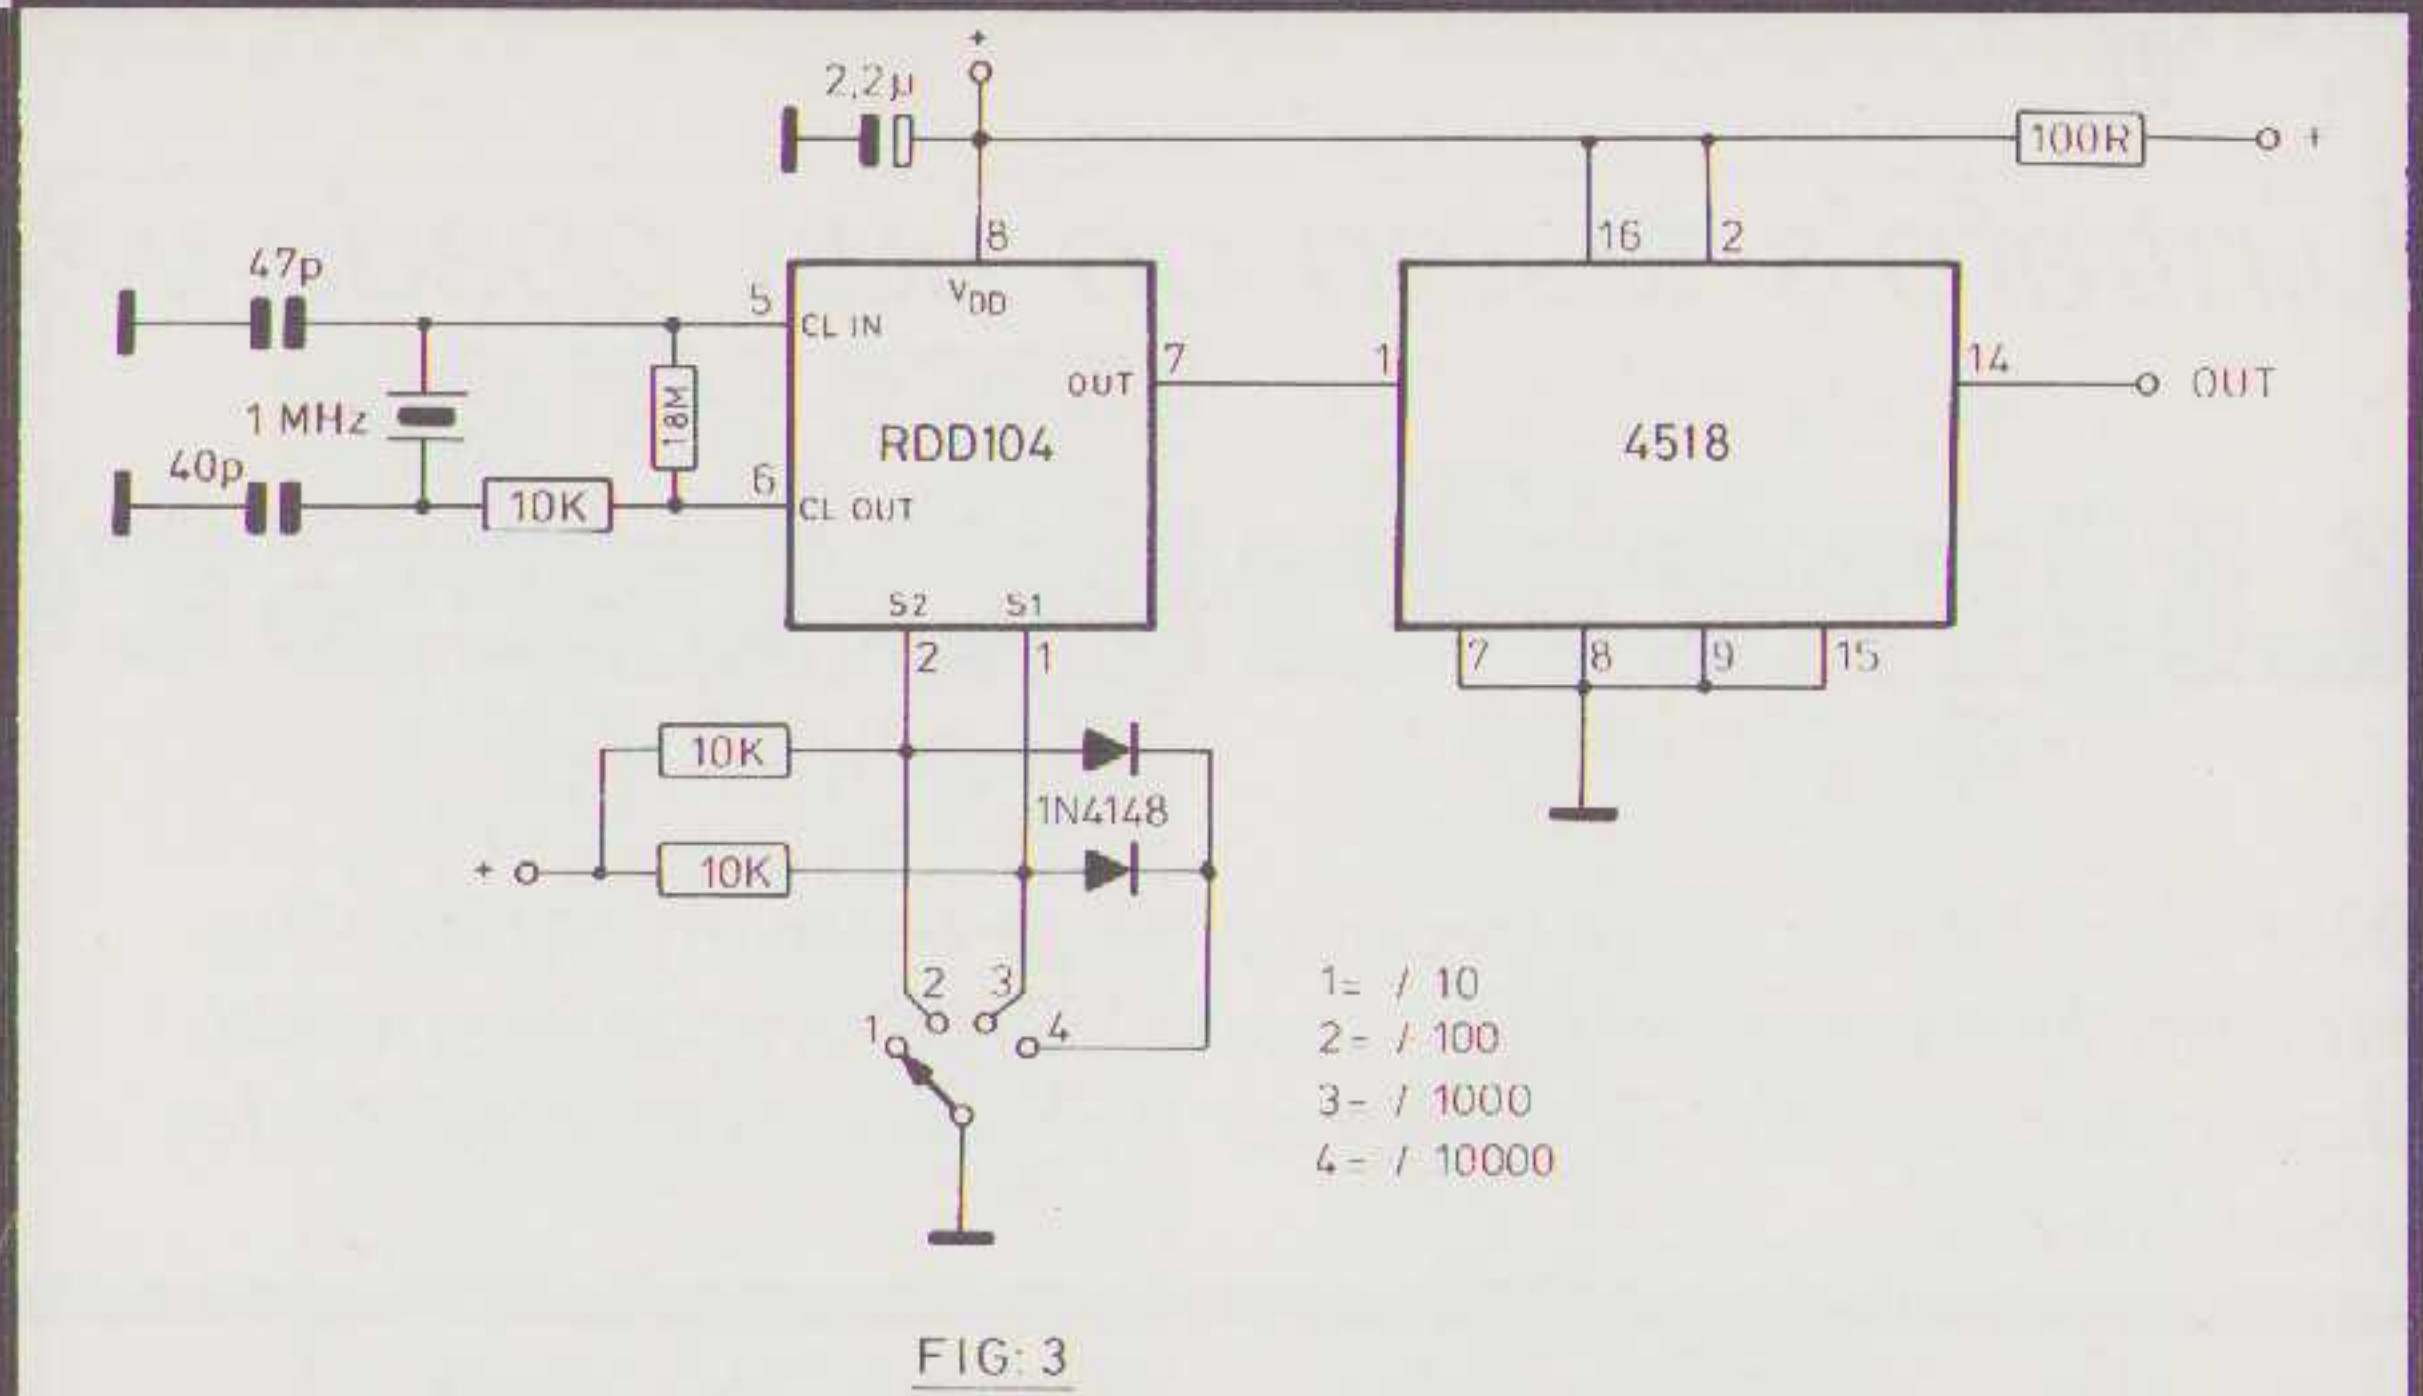 +
2,2µ
100R
+
8
16
2
47p
5
VDD
CL IN
7
1
14
OUT
OUT
1 MHz
18M
RDD104
4518
40p
6
10K
CL OUT
S2
S1
2
1
7
8
9
15
10K
1N4148
+
10K
2
3
1
4
1= / 10
2= / 100
3= / 1000
4= / 10000
FIG: 3